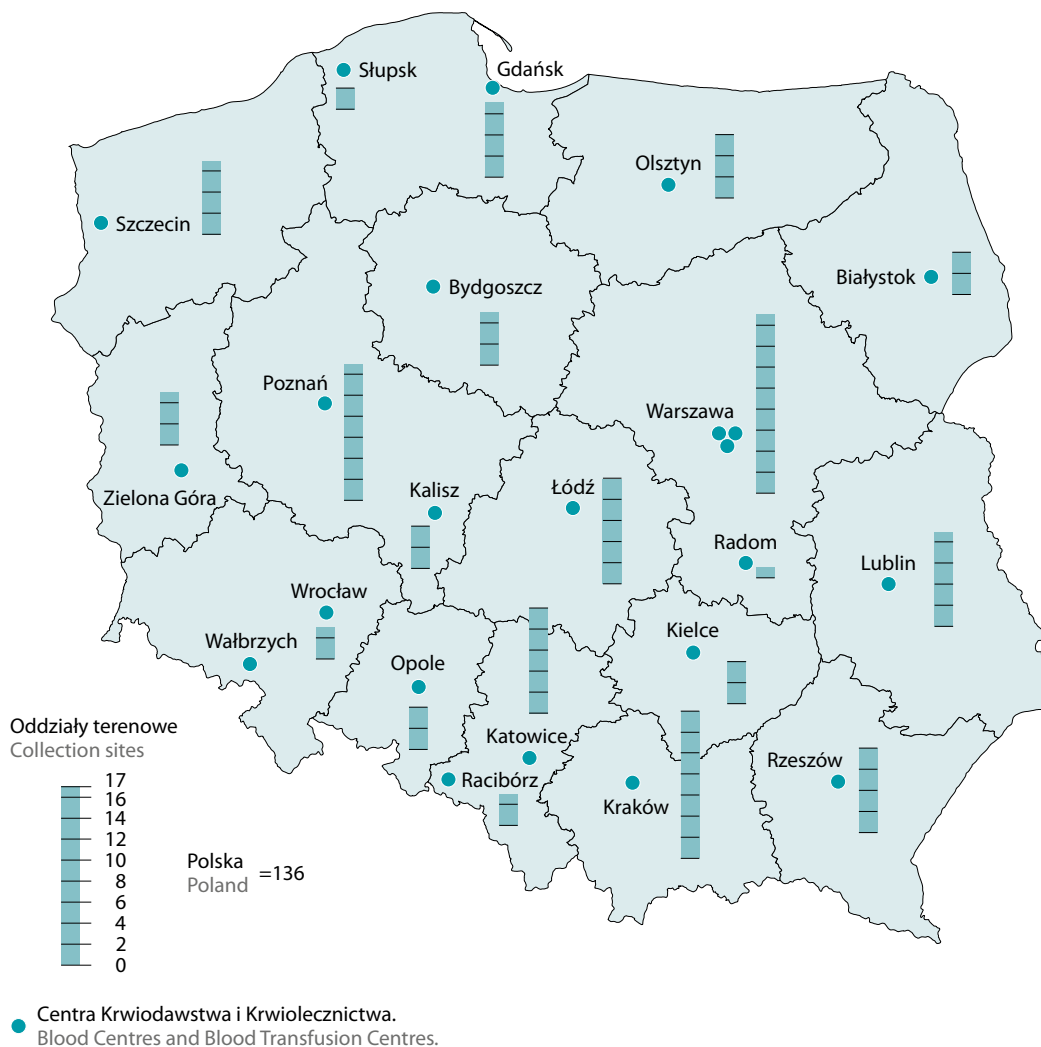 Słupsk
Gdańsk
Olsztyn
Szczecin
Białystok
Bydgoszcz
Poznań
Warszawa
Zielona Góra
Kalisz
Łódź
Radom
Lublin
Wrocław
Wałbrzych
Kielce
Opole
Katowice
Racibórz
Kraków
Rzeszów
Oddziały terenowe
Collection sites
17
16
14
12
10
8
6
4
2
0
Polska
Poland
=136
Centra Krwiodawstwa i Krwiolecznictwa.
Blood Centres and Blood Transfusion Centres.